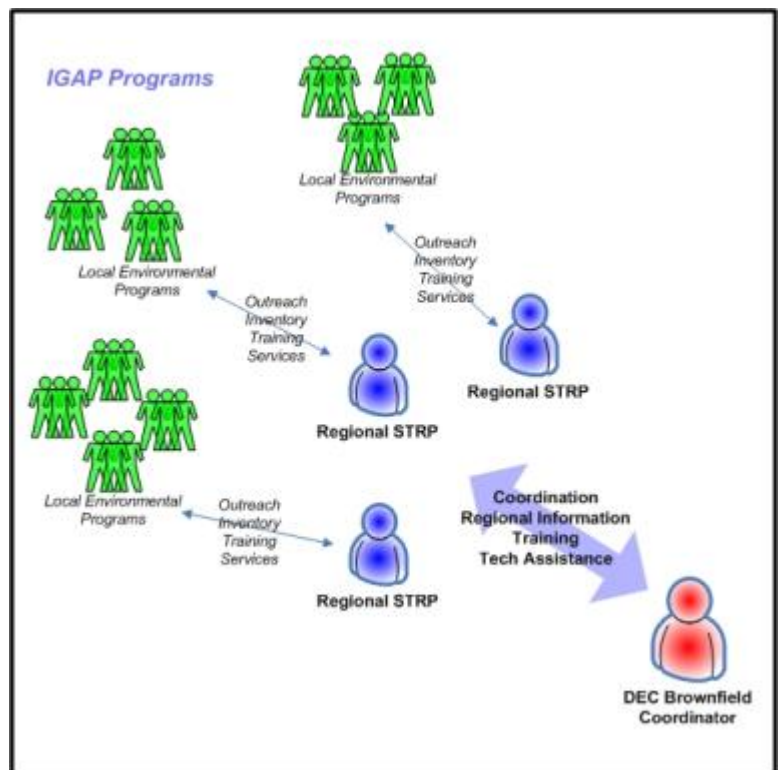 IGAP Programs
Local Environmental
Programs
Outreach
Inventory
Training
Services
Regional STRP
Local Environmental
Programs
Outreach
Inventory
Training
Services
Regional STRP
Local Environmental
Programs
Outreach
Inventory
Training
Services
Regional STRP
Coordination
Regional Information
Training
Tech Assistance
DEC Brownfield
Coordinator